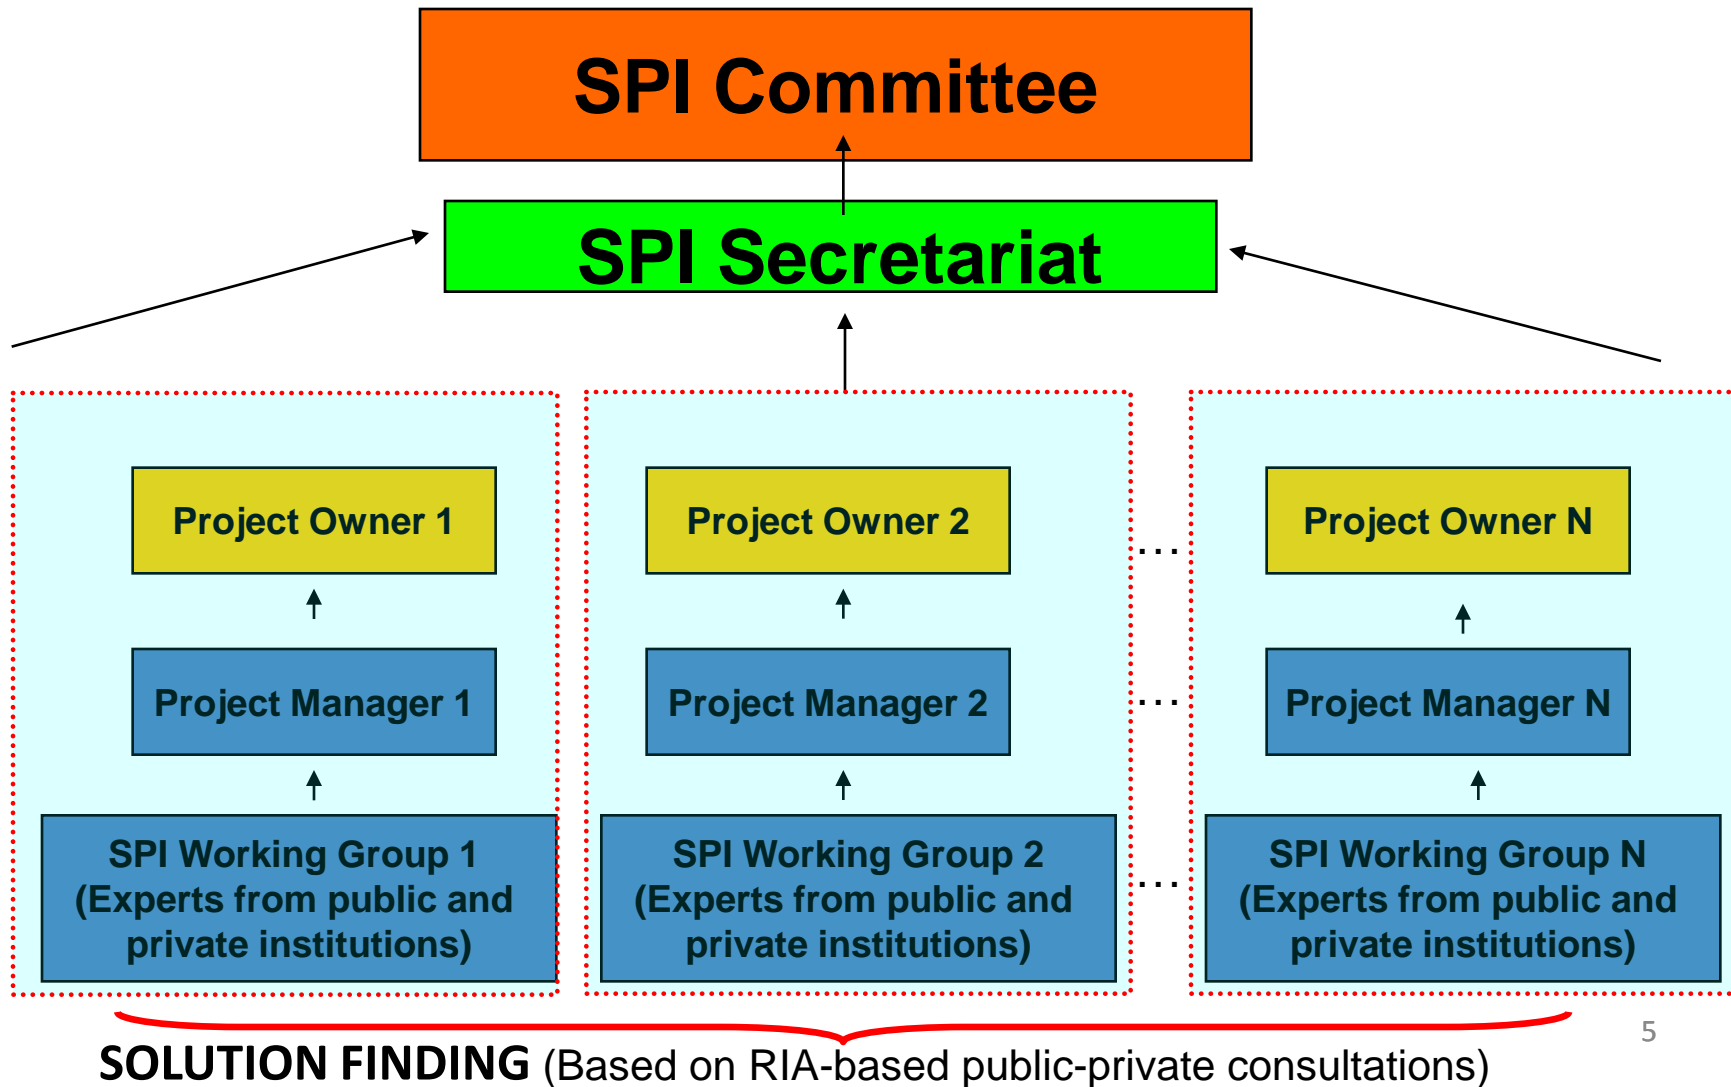 SPI Committee
SPI Secretariat
Project Owner 1
Project Owner 2
...
Project Owner N
Project Manager 1
Project Manager 2
...
Project Manager N
SPI Working Group 1
(Experts from public and
private institutions)
SPI Working Group 2
(Experts from public and
private institutions)
...
SPI Working Group N
(Experts from public and
private institutions)
5
SOLUTION FINDING (Based on RIA-based public-private consultations)